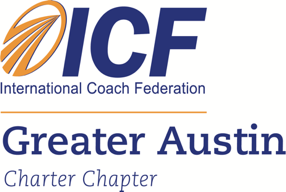 ICF
International Coach Federation
Greater Austin
Charter Chapter